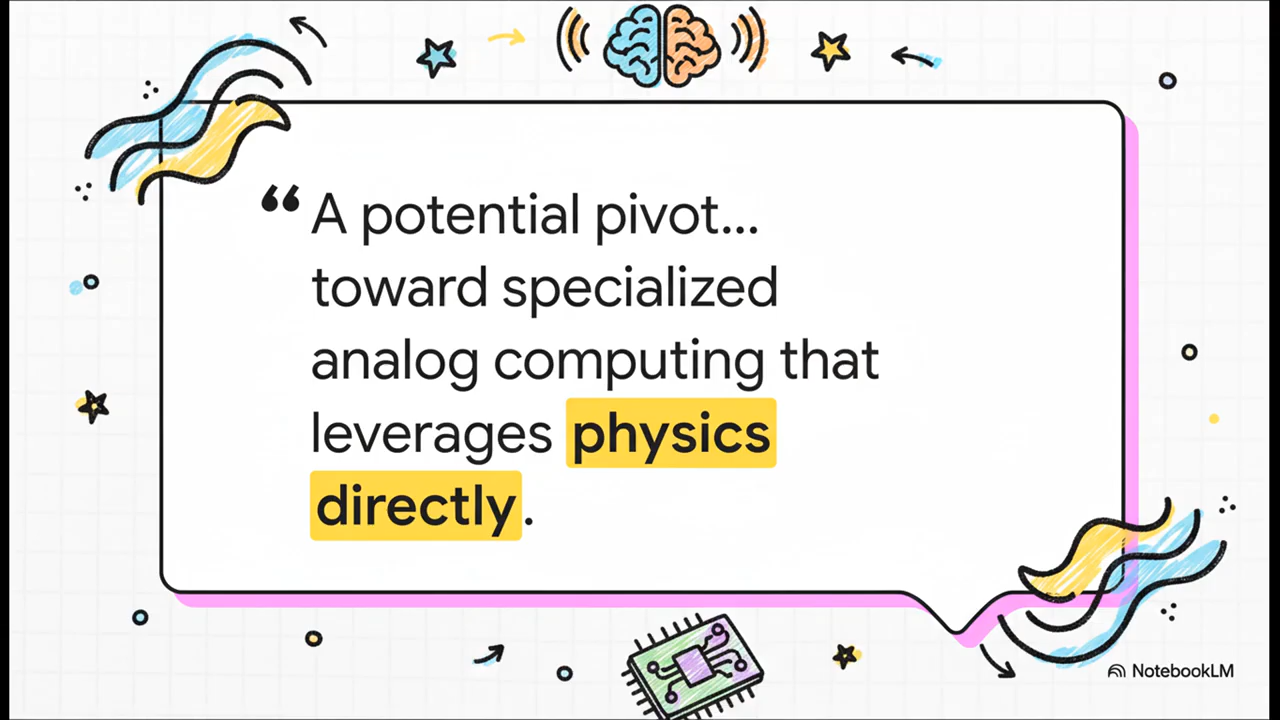 “A potential pivot...
toward specialized
analog computing that
leverages physics
directly.
NotebookLM